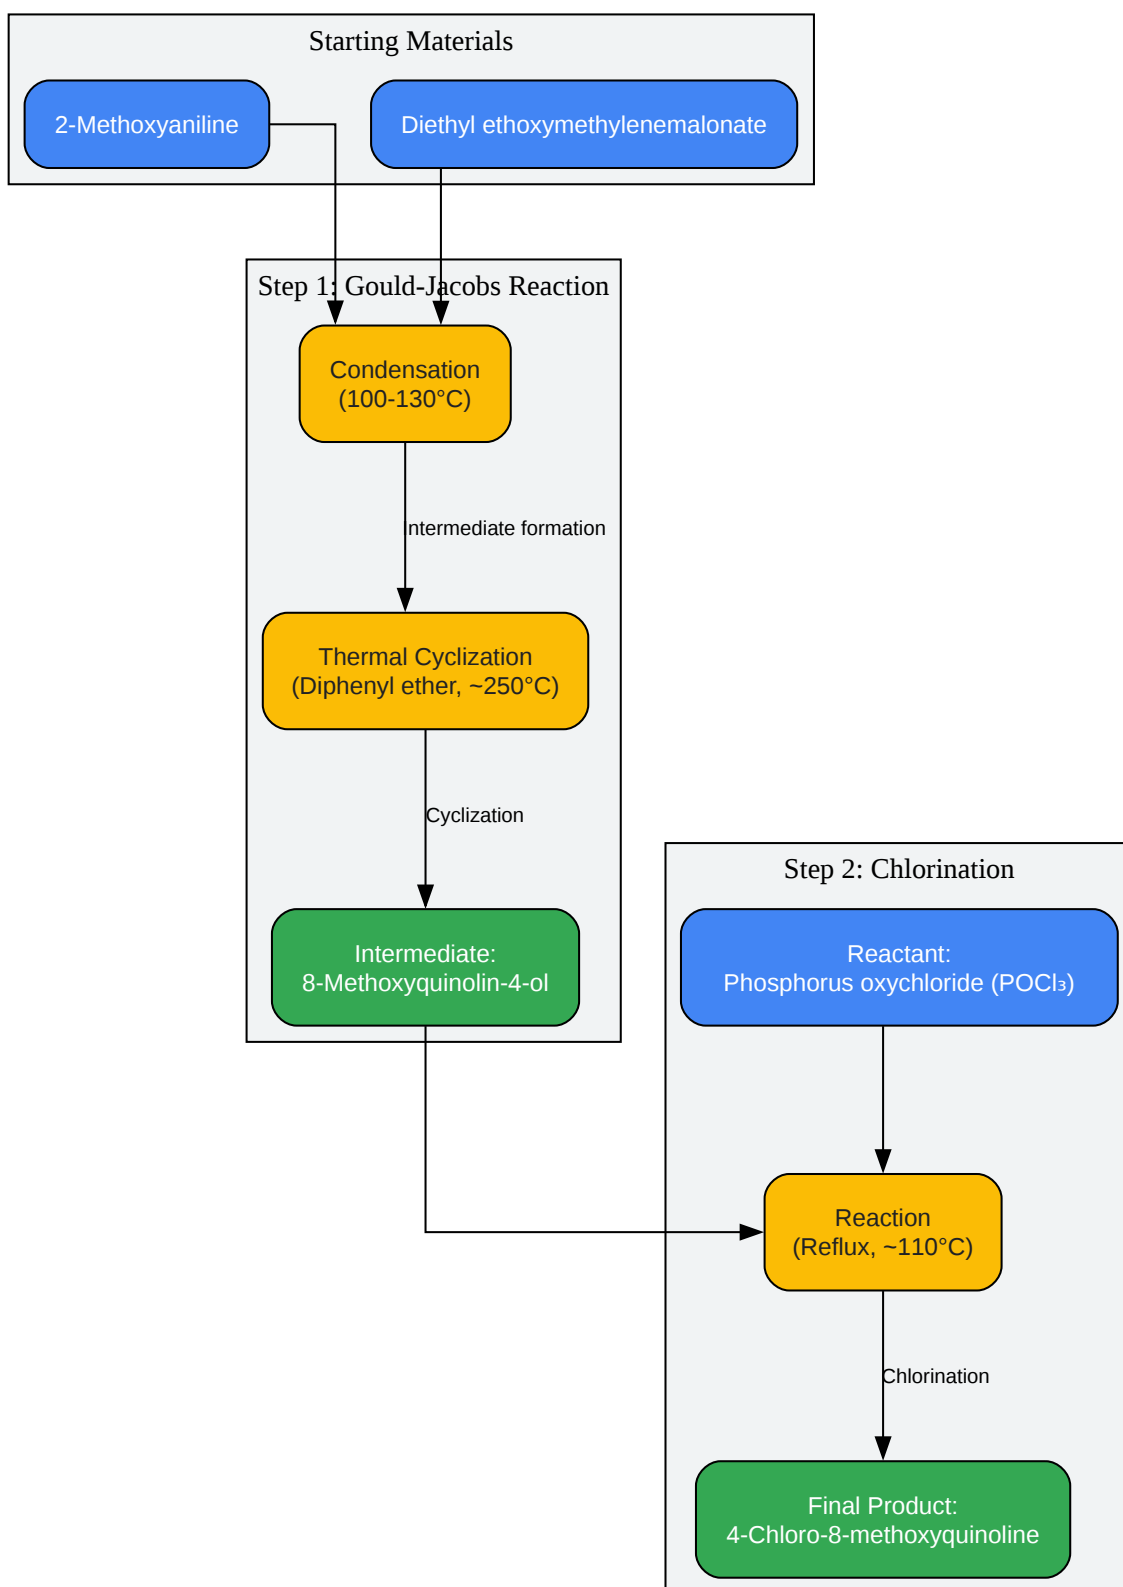 Starting Materials
2-Methoxyaniline
Diethyl ethoxymethylenemalonate
Step 1: Gould-Jacobs Reaction
Condensation
(100-130°C)
Intermediate formation
Thermal Cyclization
(Diphenyl ether, ~250°C)
Cyclization
Intermediate:
8-Methoxyquinolin-4-ol
Step 2: Chlorination
Reactant:
Phosphorus oxychloride (POCl₃)
Reaction
(Reflux, ~110°C)
Chlorination
Final Product:
4-Chloro-8-methoxyquinoline